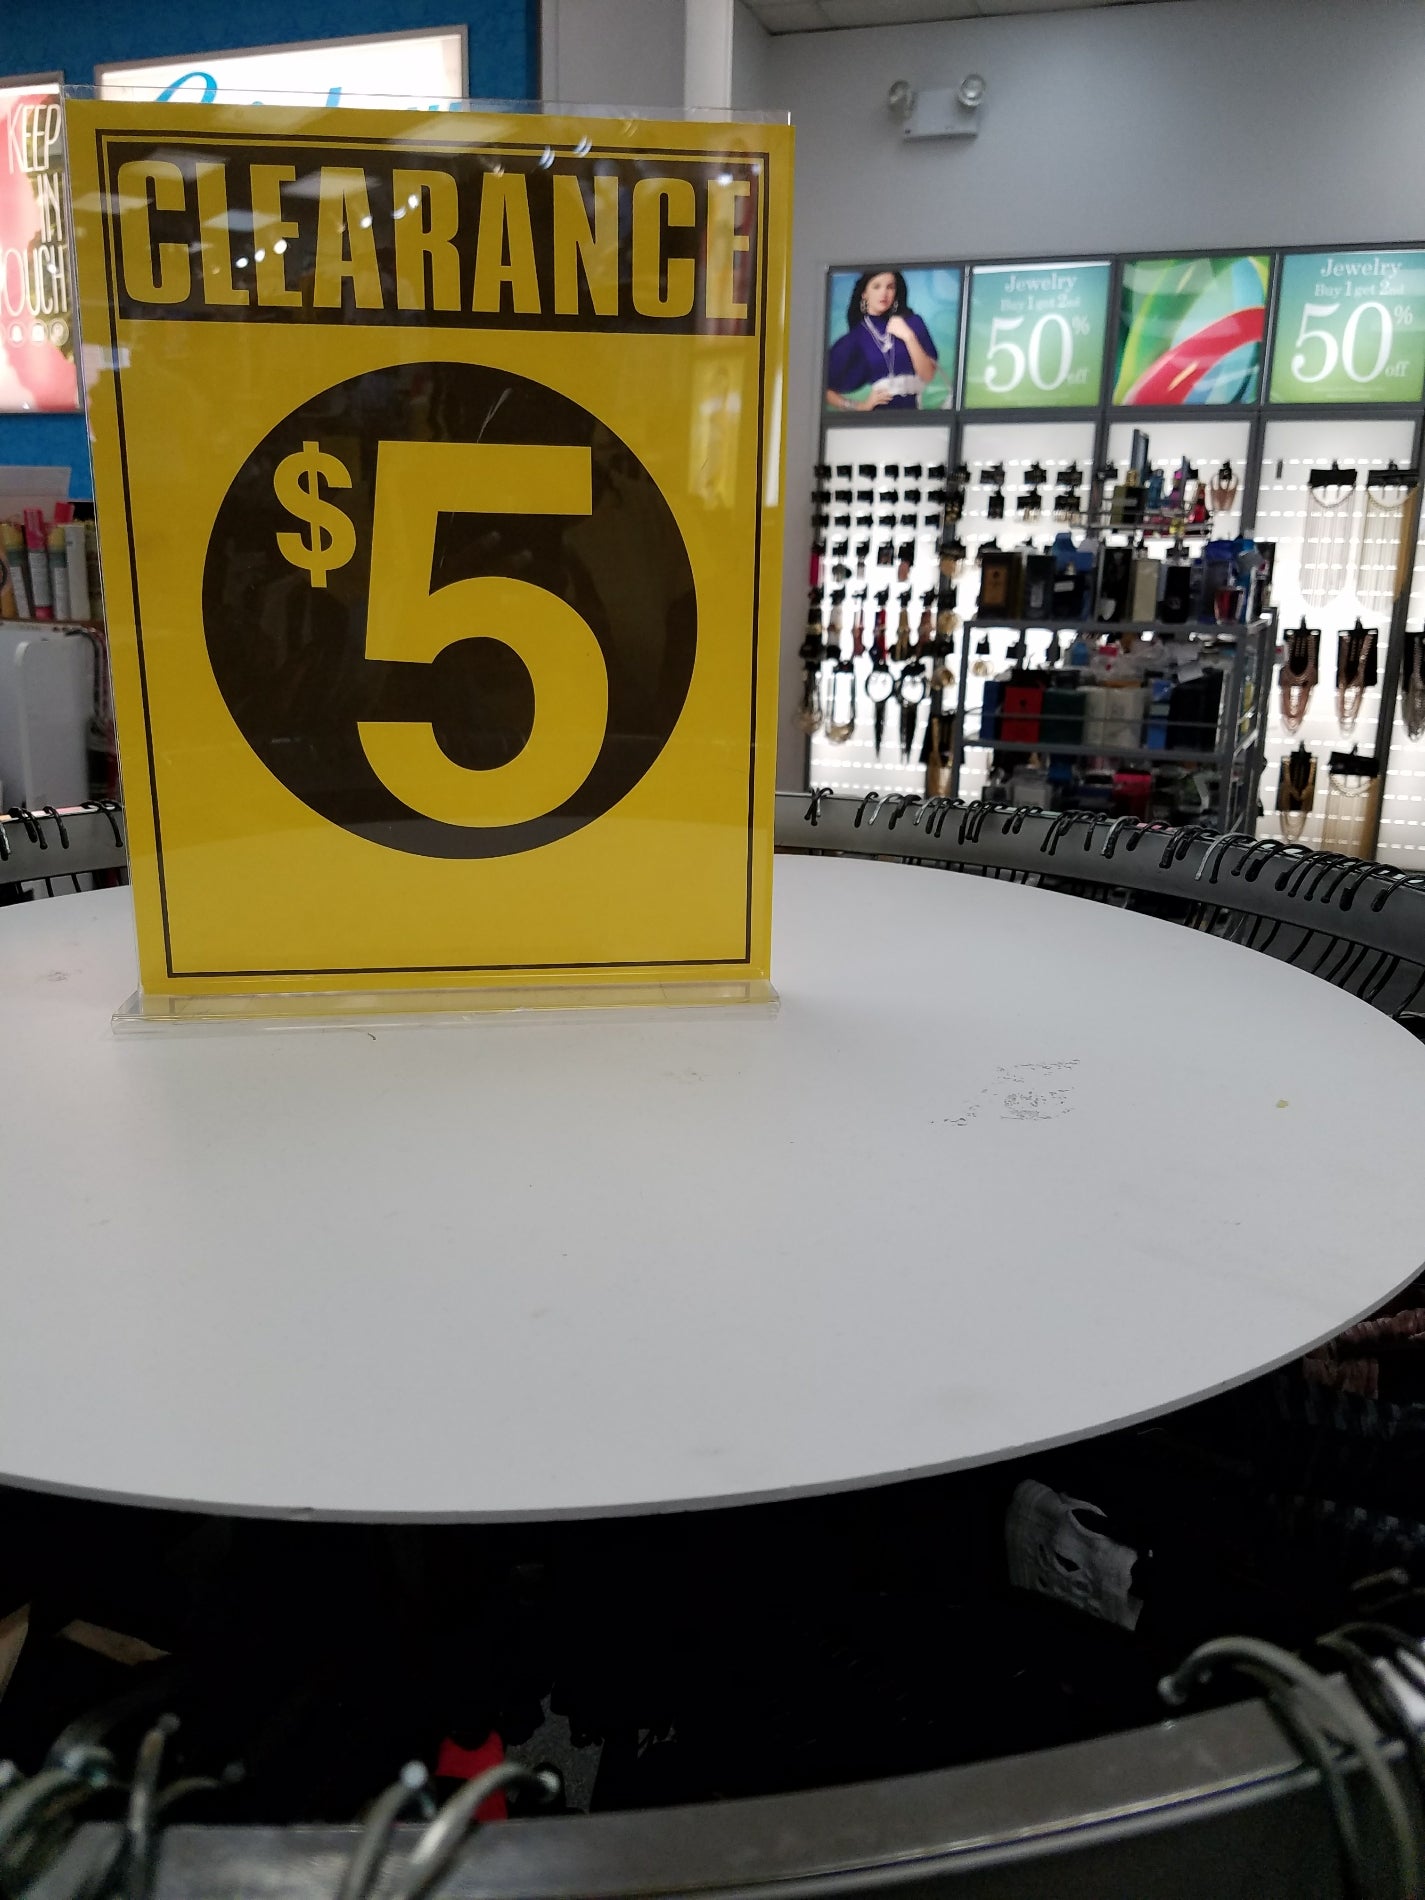 KEEP
IN
TOUCH
CLEARANCE
$5
Jewelry
Buy 1 get 2nd
50%
off
Jewelry
Buy 1 get 2nd
50%
off